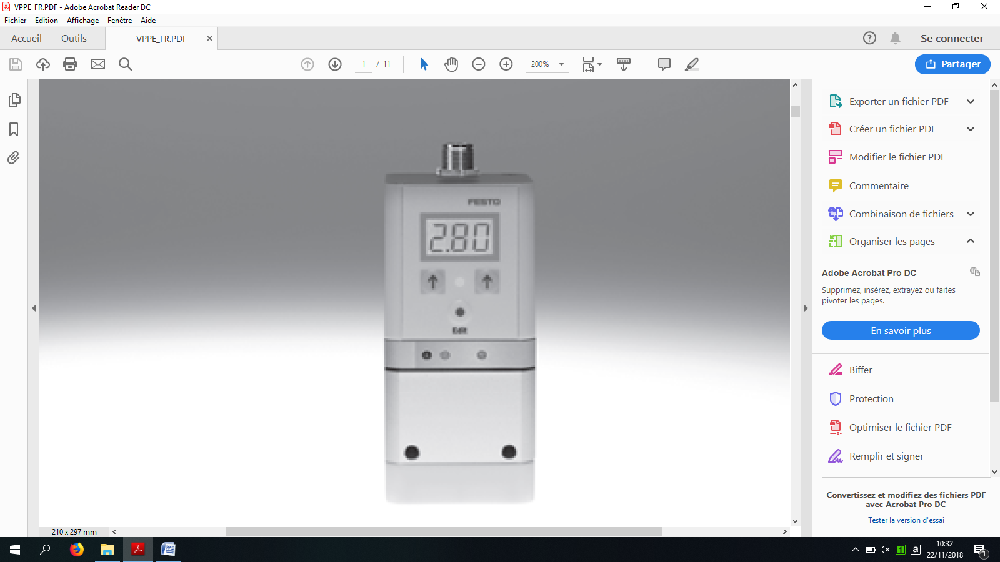 VPPE_FR.PDF - Adobe Acrobat Reader DC
Fichier Edition Affichage Fenêtre Aide
Accueil Outils VPPE_FR.PDF × ? Se connecter
1 / 11 200% Partager
Exporter un fichier PDF
Créer un fichier PDF
Modifier le fichier PDF
Commentaire
Combinaison de fichiers
Organiser les pages
Adobe Acrobat Pro DC
Supprimez, insérez, extrayez ou faites
pivoter les pages.
En savoir plus
Biffer
Protection
Optimiser le fichier PDF
Remplir et signer
Convertissez et modifiez des fichiers PDF
avec Acrobat Pro DC
Tester la version d'essai
FESTO
2.80
Edit
210 x 297 mm
1 a 10:32
22/11/2018 1